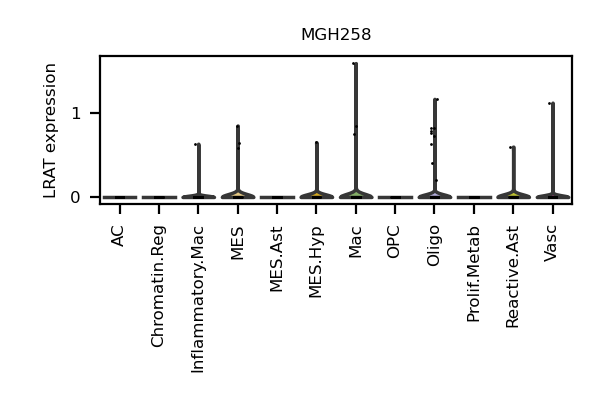 MGH258
LRAT expression
1
0
AC
Chromatin.Reg
Inflammatory.Mac
MES
MES.Ast
MES.Hyp
Mac
OPC
Oligo
Prolif.Metab
Reactive.Ast
Vasc